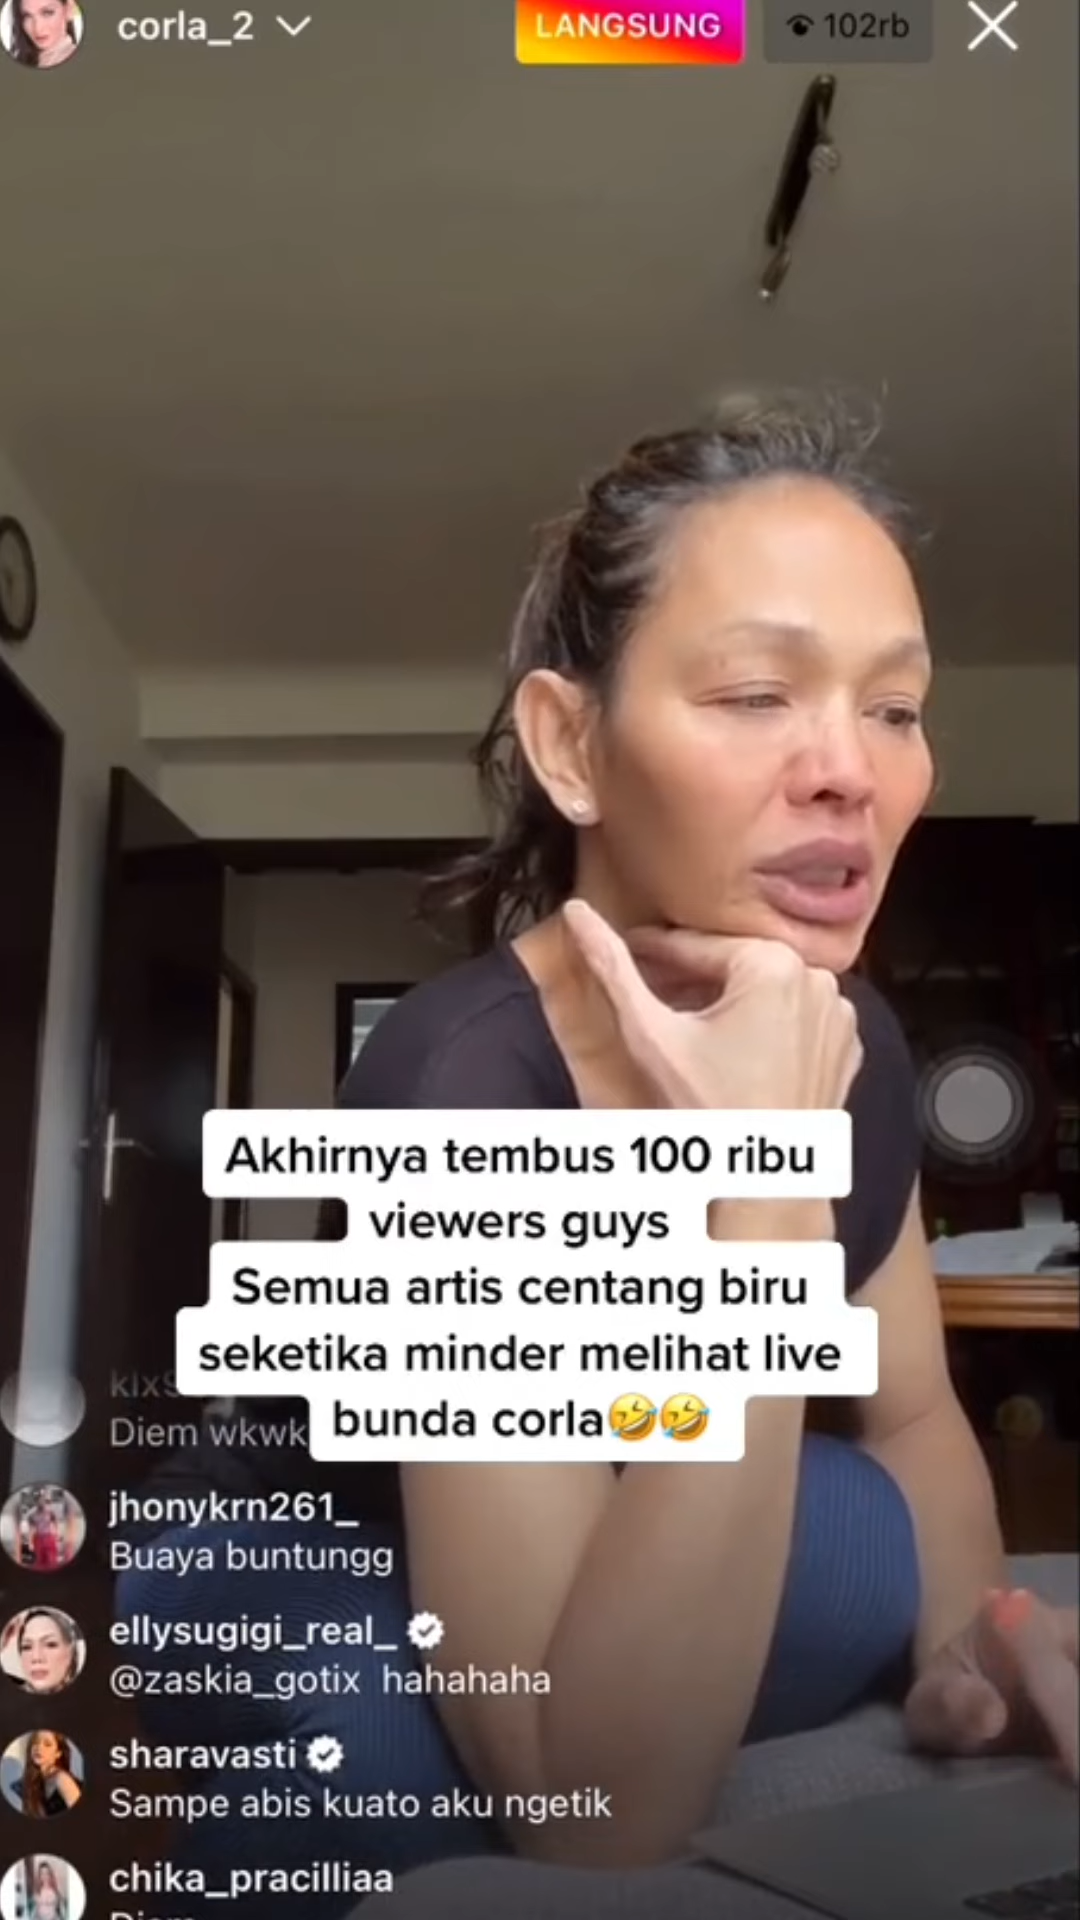 corla_2
LANGSUNG
102rb
Akhirnya tembus 100 ribu
viewers guys
Semua artis centang biru
seketika minder melihat live
bunda corla🤣🤣
Diem wkwk
jhonykrn261_
Buaya buntungg
ellysugigi_real_
@zaskia_gotix hahahaha
sharavasti
Sampe abis kuato aku ngetik
chika_pracilliaa